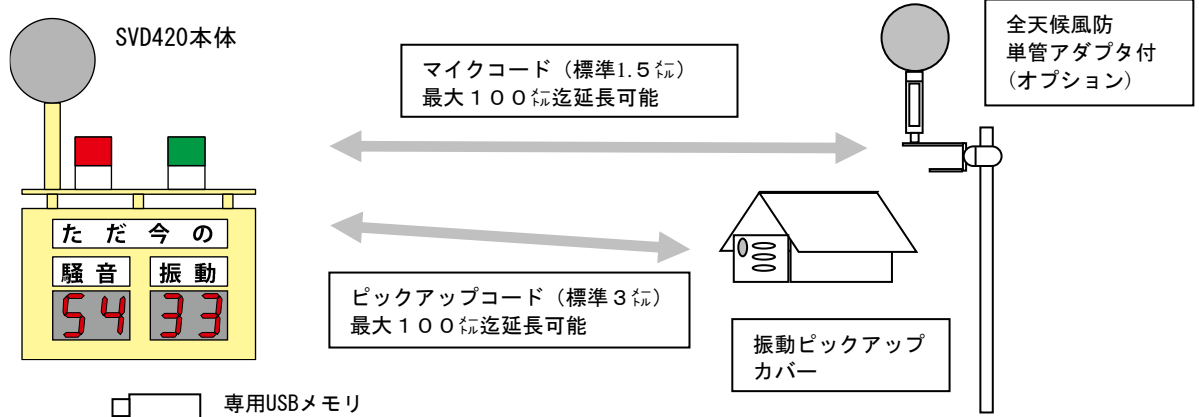 SVD420本体
ただ今の
騒音 振動
54 33
専用USBメモリ
マイクコード（標準1.5㍍）
最大１００㍍迄延長可能
ピックアップコード（標準３㍍）
最大１００㍍迄延長可能
全天候風防
単管アダプタ付
(オプション)
振動ピックアップ
カバー